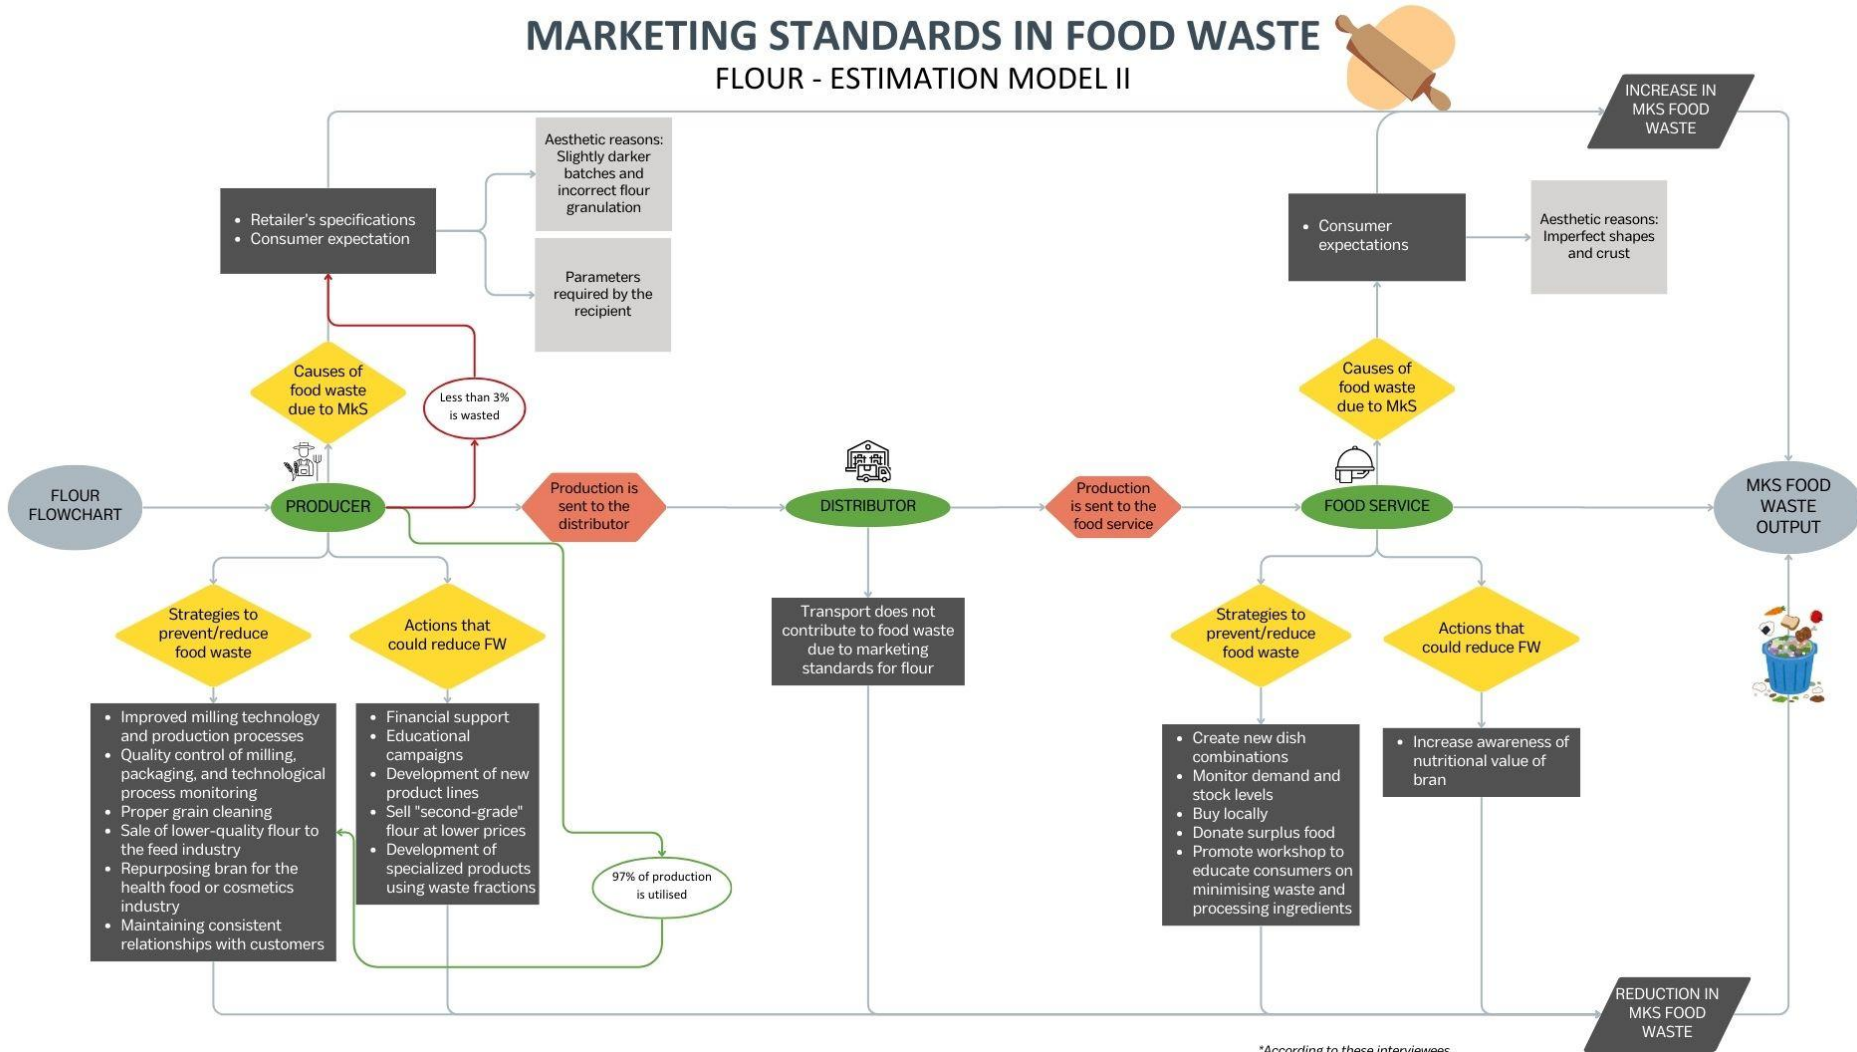 MARKETING STANDARDS IN FOOD WASTE
FLOUR - ESTIMATION MODEL II
INCREASE IN
MKS FOOD
WASTE
Aesthetic reasons:
Slightly darker
batches and
incorrect flour
granulation
• Retailer's specifications
• Consumer expectation
Parameters
required by the
recipient
• Consumer
expectations
Aesthetic reasons:
Imperfect shapes
and crust
Causes of
food waste
due to MkS
Less than 3%
is wasted
Causes of
food waste
due to MkS
FLOUR
FLOWCHART
PRODUCER
Production is
sent to the
distributor
DISTRIBUTOR
Production
is sent to the
food service
FOOD SERVICE
MKS FOOD
WASTE
OUTPUT
Strategies to
prevent/reduce
food waste
Actions that
could reduce FW
Transport does not
contribute to food waste
due to marketing
standards for flour
Strategies to
prevent/reduce
food waste
Actions that
could reduce FW
• Improved milling technology
and production processes
• Quality control of milling,
packaging, and technological
process monitoring
• Proper grain cleaning
• Sale of lower-quality flour to
the feed industry
• Repurposing bran for the
health food or cosmetics
industry
• Maintaining consistent
relationships with customers
• Financial support
• Educational
campaigns
• Development of new
product lines
• Sell "second-grade"
flour at lower prices
• Development of
specialized products
using waste fractions
97% of production
is utilised
• Create new dish
combinations
• Monitor demand and
stock levels
• Buy locally
• Donate surplus food
• Promote workshop to
educate consumers on
minimising waste and
processing ingredients
• Increase awareness of
nutritional value of
bran
REDUCTION IN
MKS FOOD
WASTE
*According to these interviewees